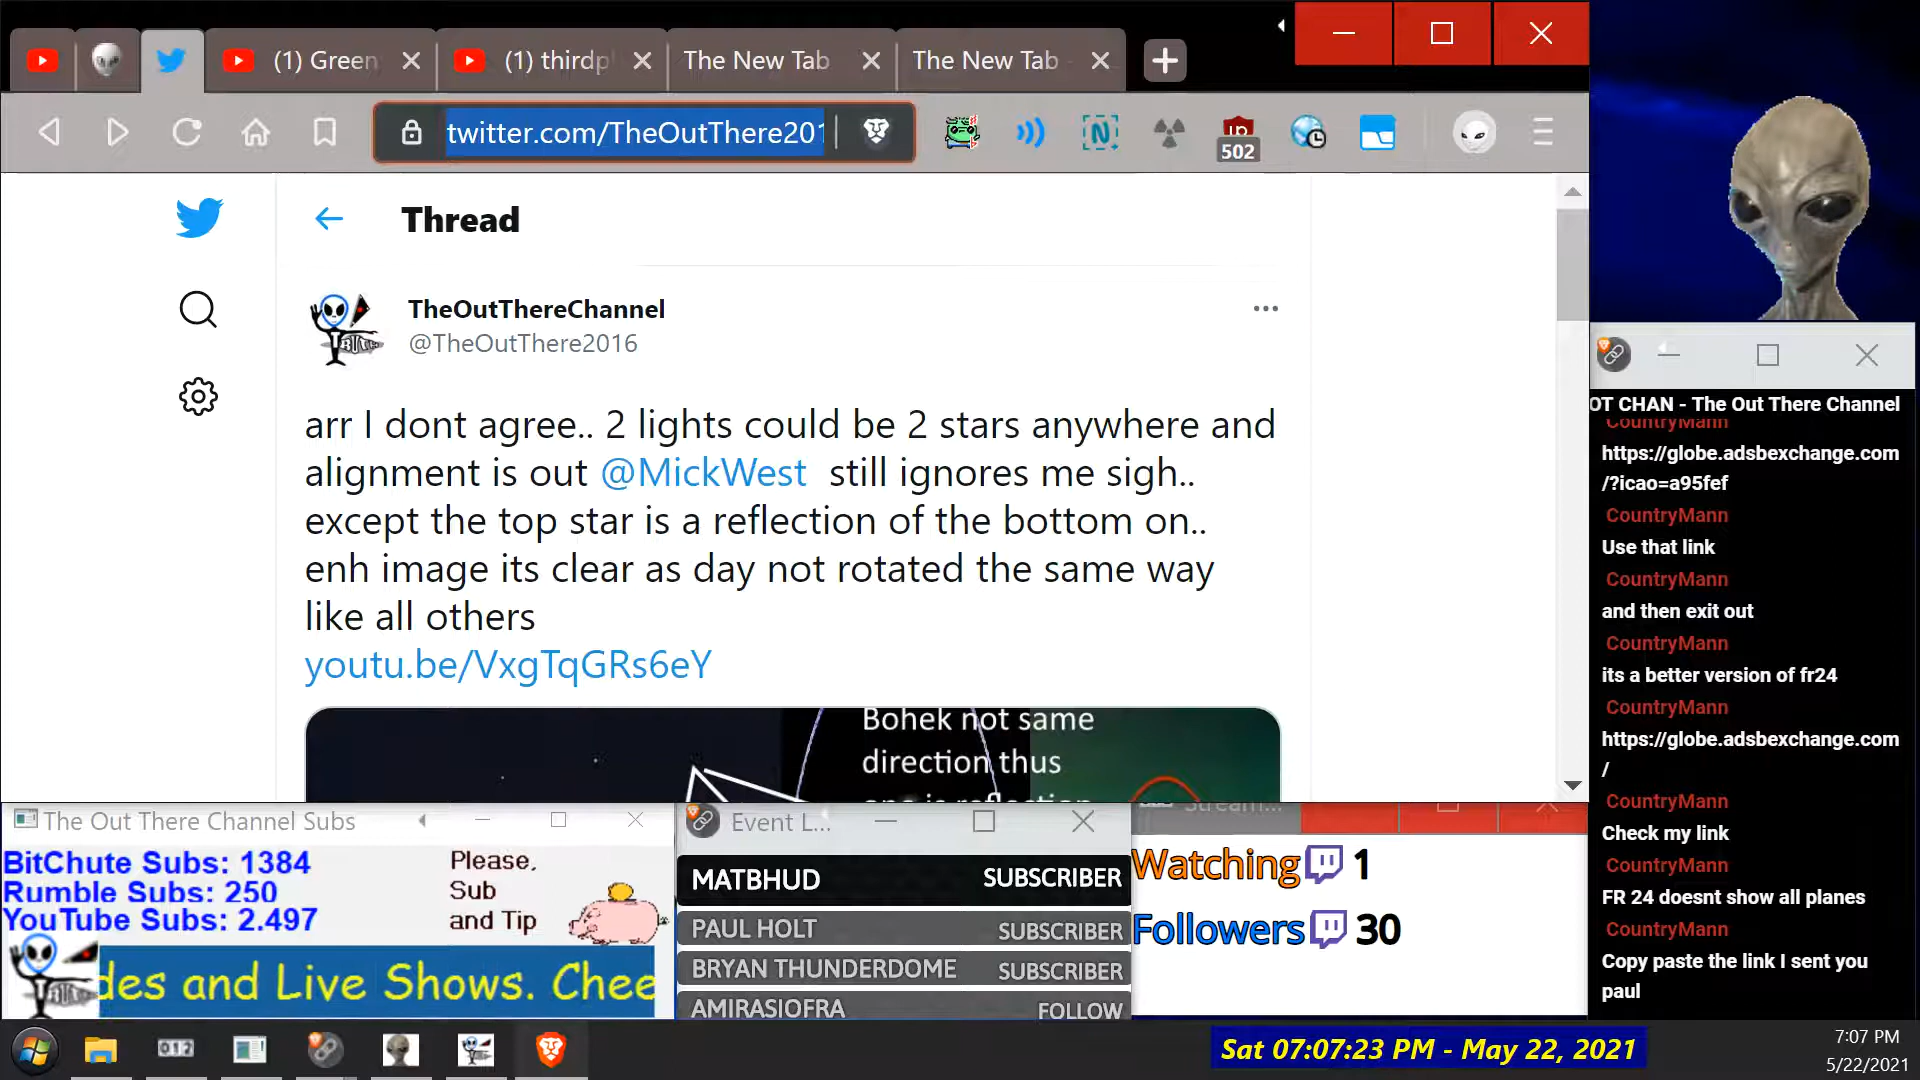 (1) Green
(1) thirdp
The New Tab
The New Tab
twitter.com/TheOutThere201
502
Thread
TheOutThereChannel
@TheOutThere2016
arr I dont agree.. 2 lights could be 2 stars anywhere and
alignment is out @MickWest still ignores me sigh..
except the top star is a reflection of the bottom on..
enh image its clear as day not rotated the same way
like all others
youtu.be/VxgTqGRs6eY
Bohek not same
direction thus
OT CHAN - The Out There Channel
CountryMann
https://globe.adsbexchange.com
/?icao=a95fef
CountryMann
Use that link
CountryMann
and then exit out
CountryMann
its a better version of fr24
CountryMann
https://globe.adsbexchange.com
/
CountryMann
Check my link
CountryMann
FR 24 doesnt show all planes
CountryMann
Copy paste the link I sent you
paul
The Out There Channel Subs
BitChute Subs: 1384
Rumble Subs: 250
YouTube Subs: 2.497
Please,
Sub
and Tip
des and Live Shows. Chee
Event L...
MATBHUD SUBSCRIBER
PAUL HOLT SUBSCRIBER
BRYAN THUNDERDOME SUBSCRIBER
AMIRASIOFRA FOLLOW
Stream...
Watching 1
Followers 30
012
Sat 07:07:23 PM - May 22, 2021
7:07 PM
5/22/2021